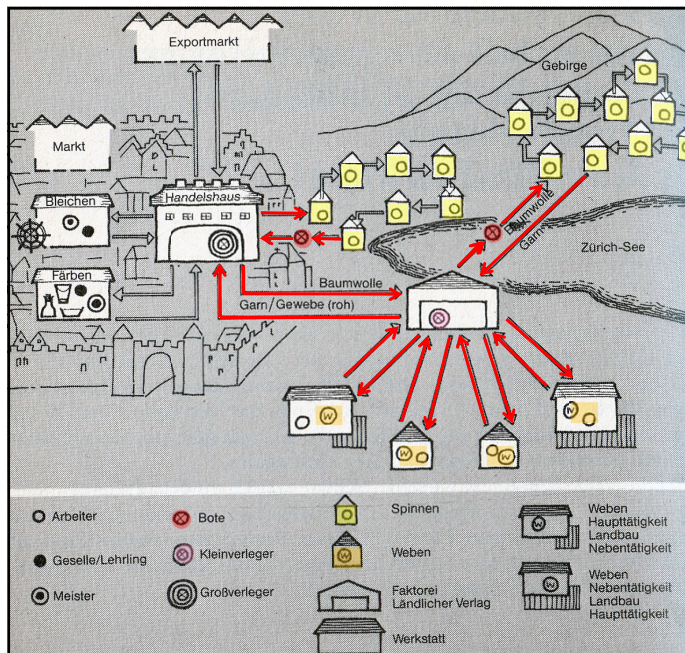 Exportmarkt
Gebirge
Markt
Bleichen
Handelshaus
Färben
Baumwolle
Garn
Zürich-See
Baumwolle
Garn/Gewebe (roh)
W
W
W
W
Arbeiter
Geselle/Lehrling
Meister
Bote
Kleinverleger
Großverleger
Spinnen
W
Weben
Faktorei
Ländlicher Verlag
Werkstatt
W
Weben
Haupttätigkeit
Landbau
Nebentätigkeit
W
Weben
Nebentätigkeit
Landbau
Haupttätigkeit